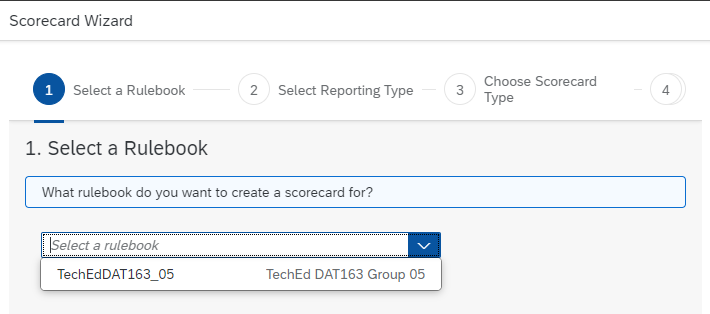 Scorecard Wizard
1 Select a Rulebook 2 Select Reporting Type 3 Choose Scorecard Type 4
1. Select a Rulebook
What rulebook do you want to create a scorecard for?
Select a rulebook
TechEdDAT163_05 TechEd DAT163 Group 05